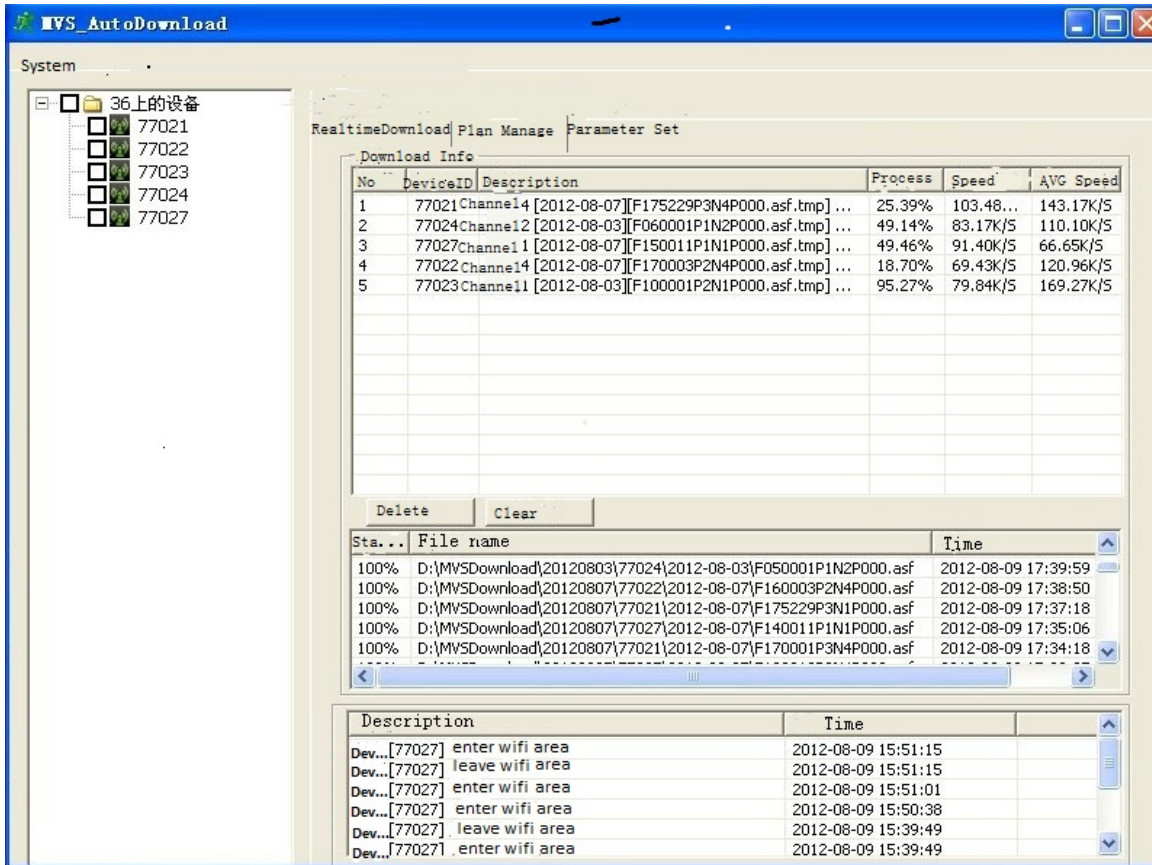 MVS_AutoDownload
System
36上的设备
77021
77022
77023
77024
77027
RealtimeDownload Plan Manage Parameter Set
Download Info
No DeviceID Description Process Speed AVG Speed
1 77021 Channel4 [2012-08-07][F175229P3N4P000.asf.tmp] ... 25.39% 103.48... 143.17K/S
2 77024 Channel2 [2012-08-03][F060001P1N2P000.asf.tmp] ... 49.14% 83.17K/S 110.10K/S
3 77027 Channel1 [2012-08-07][F150011P1N1P000.asf.tmp] ... 49.46% 91.40K/S 66.65K/S
4 77022 Channel4 [2012-08-07][F170003P2N4P000.asf.tmp] ... 18.70% 69.43K/S 120.96K/S
5 77023 Channel1 [2012-08-03][F100001P2N1P000.asf.tmp] ... 95.27% 79.84K/S 169.27K/S
Delete Clear
Sta... File name Time
100% D:\MVSDownload\20120803\77024\2012-08-03\F050001P1N2P000.asf 2012-08-09 17:39:59
100% D:\MVSDownload\20120807\77022\2012-08-07\F160003P2N4P000.asf 2012-08-09 17:38:50
100% D:\MVSDownload\20120807\77021\2012-08-07\F175229P3N1P000.asf 2012-08-09 17:37:18
100% D:\MVSDownload\20120807\77027\2012-08-07\F140011P1N1P000.asf 2012-08-09 17:35:06
100% D:\MVSDownload\20120807\77021\2012-08-07\F170001P3N4P000.asf 2012-08-09 17:34:18
Description Time
Dev...[77027] enter wifi area 2012-08-09 15:51:15
Dev...[77027] leave wifi area 2012-08-09 15:51:15
Dev...[77027] enter wifi area 2012-08-09 15:51:01
Dev...[77027] enter wifi area 2012-08-09 15:50:38
Dev...[77027] leave wifi area 2012-08-09 15:39:49
Dev...[77027] enter wifi area 2012-08-09 15:39:49